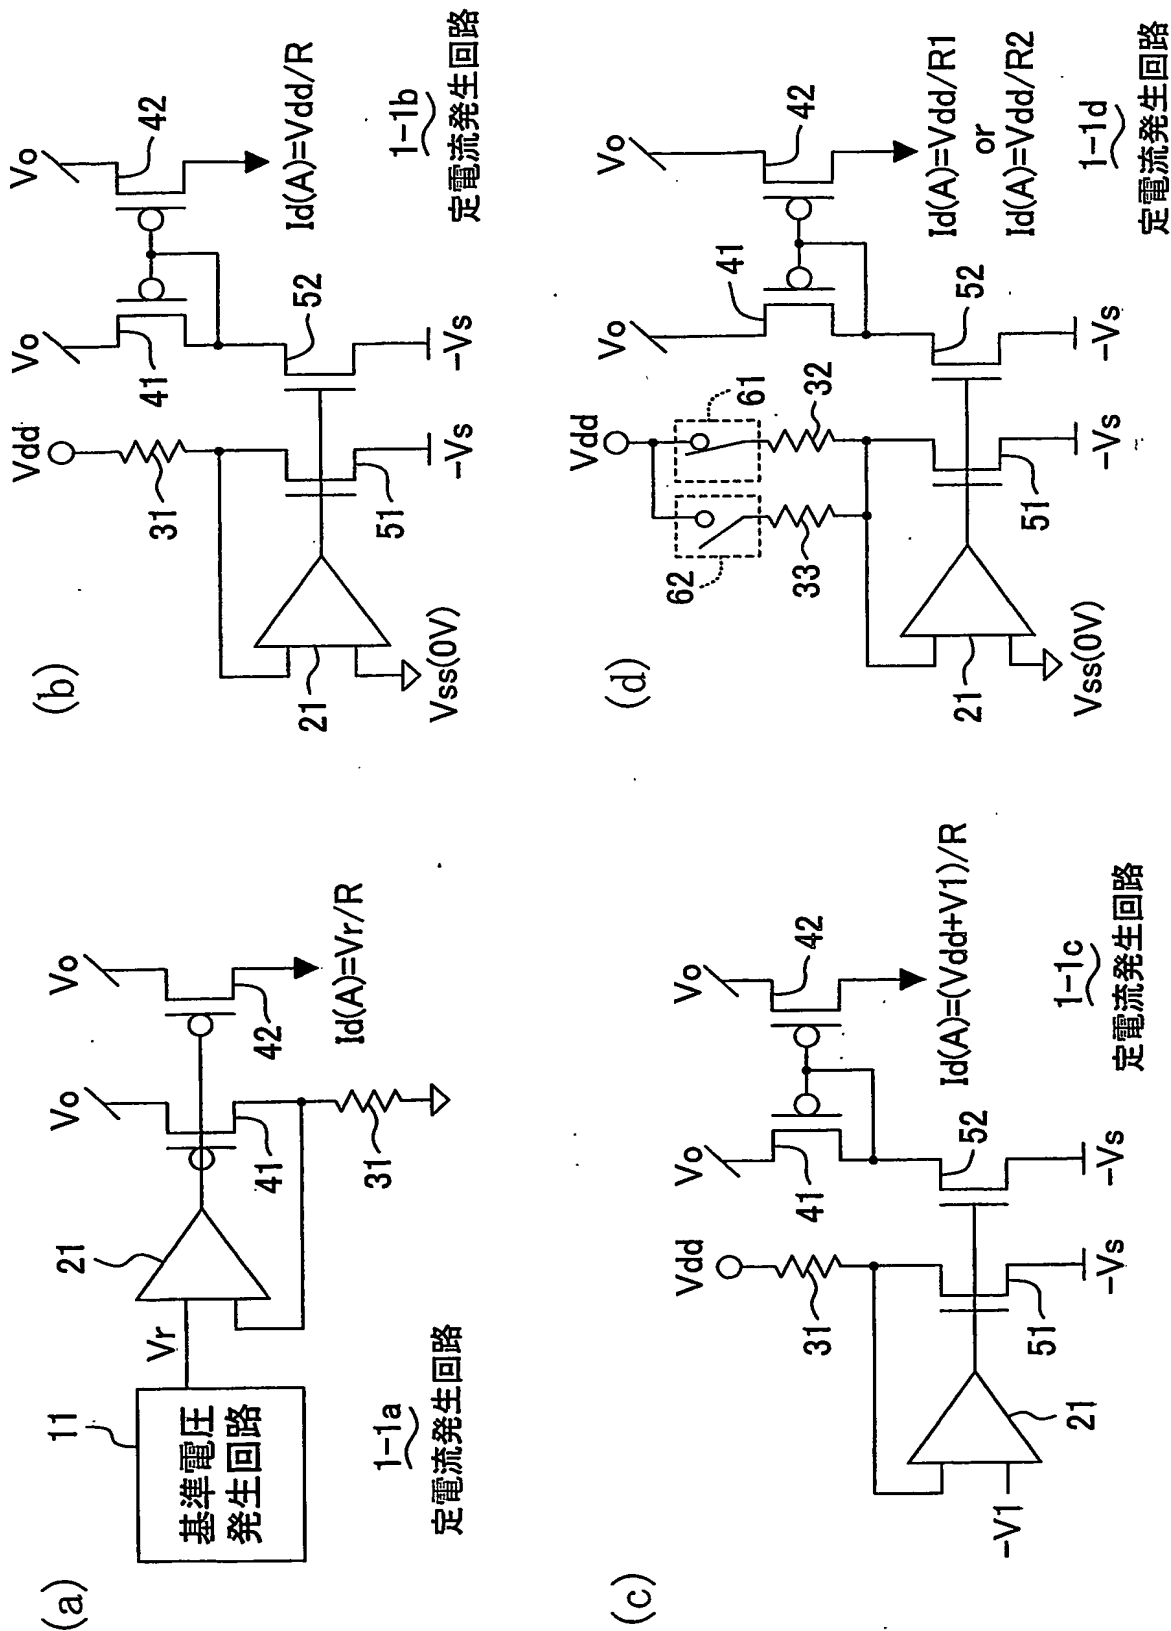 (a)
11
基準電圧
発生回路
Vr
21
Vo
Vo
41
42
31
Id(A)=Vr/R
1-1a
定電流発生回路
(b)
Vdd
Vo
Vo
31
41
42
21
51
52
Vss(0V)
-Vs
-Vs
Id(A)=Vdd/R
1-1b
定電流発生回路
(c)
Vdd
Vo
Vo
31
41
42
-V1
21
51
52
-Vs
-Vs
Id(A)=(Vdd+V1)/R
1-1c
定電流発生回路
(d)
Vdd
Vo
Vo
62
61
33
32
41
42
21
51
52
Vss(0V)
-Vs
-Vs
Id(A)=Vdd/R1
or
Id(A)=Vdd/R2
1-1d
定電流発生回路